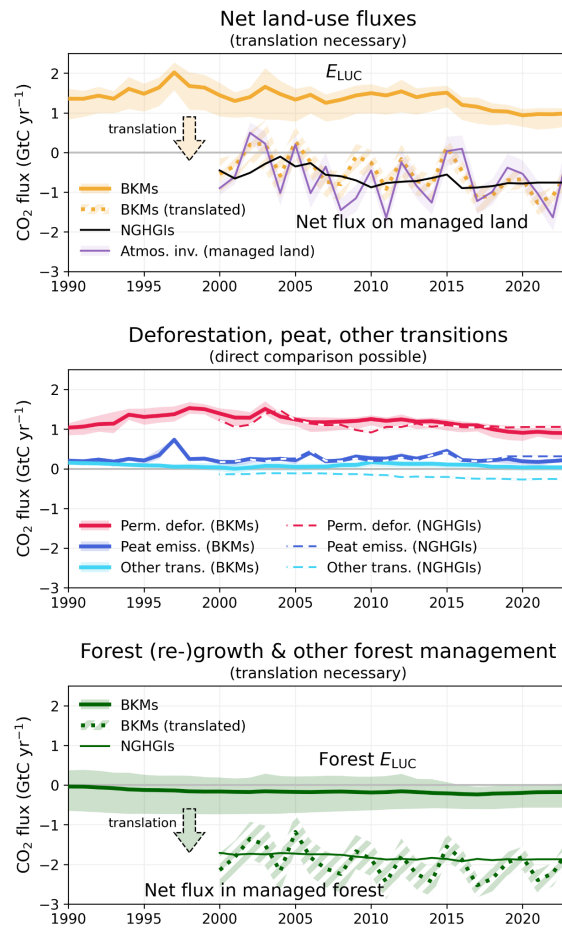 Net land-use fluxes
(translation necessary)
CO₂ flux (GtC yr⁻¹)
2
1
0
−1
−2
−3
E_LUC
translation
Net flux on managed land
BKMs
BKMs (translated)
NGHGIs
Atmos. inv. (managed land)
1990 1995 2000 2005 2010 2015 2020
Deforestation, peat, other transitions
(direct comparison possible)
CO₂ flux (GtC yr⁻¹)
2
1
0
−1
−2
−3
Perm. defor. (BKMs) Perm. defor. (NGHGIs)
Peat emiss. (BKMs) Peat emiss. (NGHGIs)
Other trans. (BKMs) Other trans. (NGHGIs)
1990 1995 2000 2005 2010 2015 2020
Forest (re-)growth & other forest management
(translation necessary)
CO₂ flux (GtC yr⁻¹)
2
1
0
−1
−2
−3
BKMs
BKMs (translated)
NGHGIs
Forest E_LUC
translation
Net flux in managed forest
1990 1995 2000 2005 2010 2015 2020